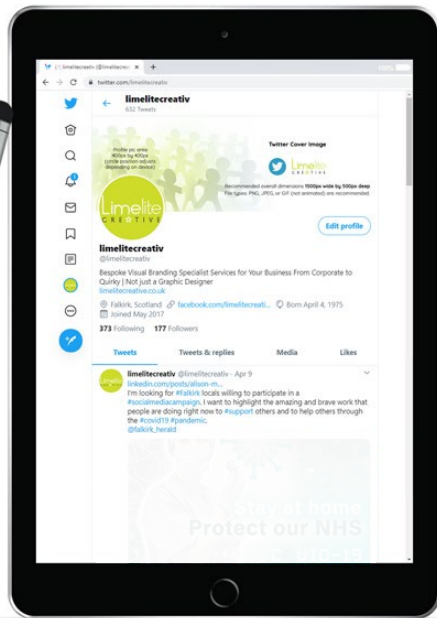 limelitecreativ
twitter.com/limelitecreativ
limelitecreativ
632 Tweets
Profile pic area
400px by 400px
(circle position adjusts
depending on device)
Twitter Cover Image
Limelite
CREATIVE
Recommended overall dimensions 1500px wide by 500px deep
File types: PNG, JPEG, or GIF (not animated) are recommended
Limelite
CREATIVE
Edit profile
limelitecreativ
@limelitecreativ
Bespoke Visual Branding Specialist Services for Your Business From Corporate to
Quirky | Not just a Graphic Designer
limelitecreative.co.uk
Falkirk, Scotland facebook.com/limelitecreati... Born April 4, 1975
Joined May 2017
373 Following 177 Followers
Tweets Tweets & replies Media Likes
limelitecreativ @limelitecreativ · Apr 9
linkedin.com/posts/alison-m...
I'm looking for #Falkirk locals willing to participate in a
#socialmediacampaign. I want to highlight the amazing and brave work that
people are doing right now to #support others and to help others through
the #covid19 #pandemic.
@falkirk_herald
Stay at home
Protect our NHS